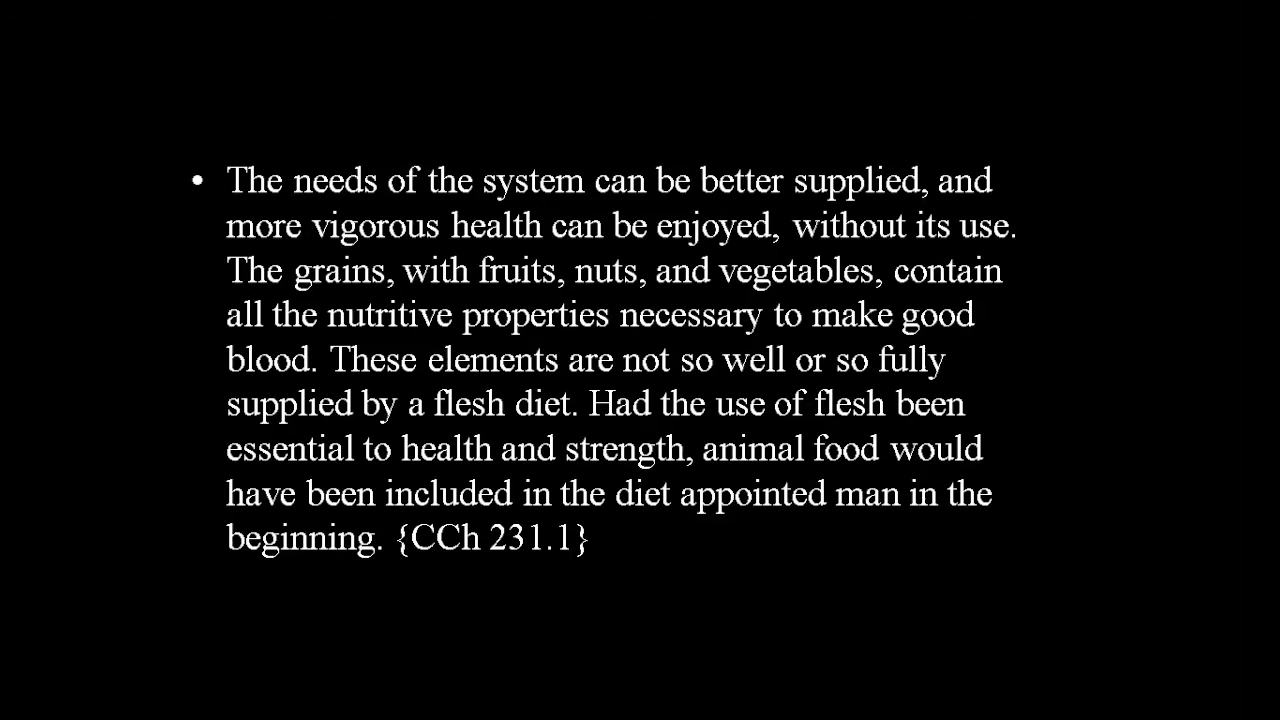 • The needs of the system can be better supplied, and
more vigorous health can be enjoyed, without its use.
The grains, with fruits, nuts, and vegetables, contain
all the nutritive properties necessary to make good
blood. These elements are not so well or so fully
supplied by a flesh diet. Had the use of flesh been
essential to health and strength, animal food would
have been included in the diet appointed man in the
beginning. {CCh 231.1}